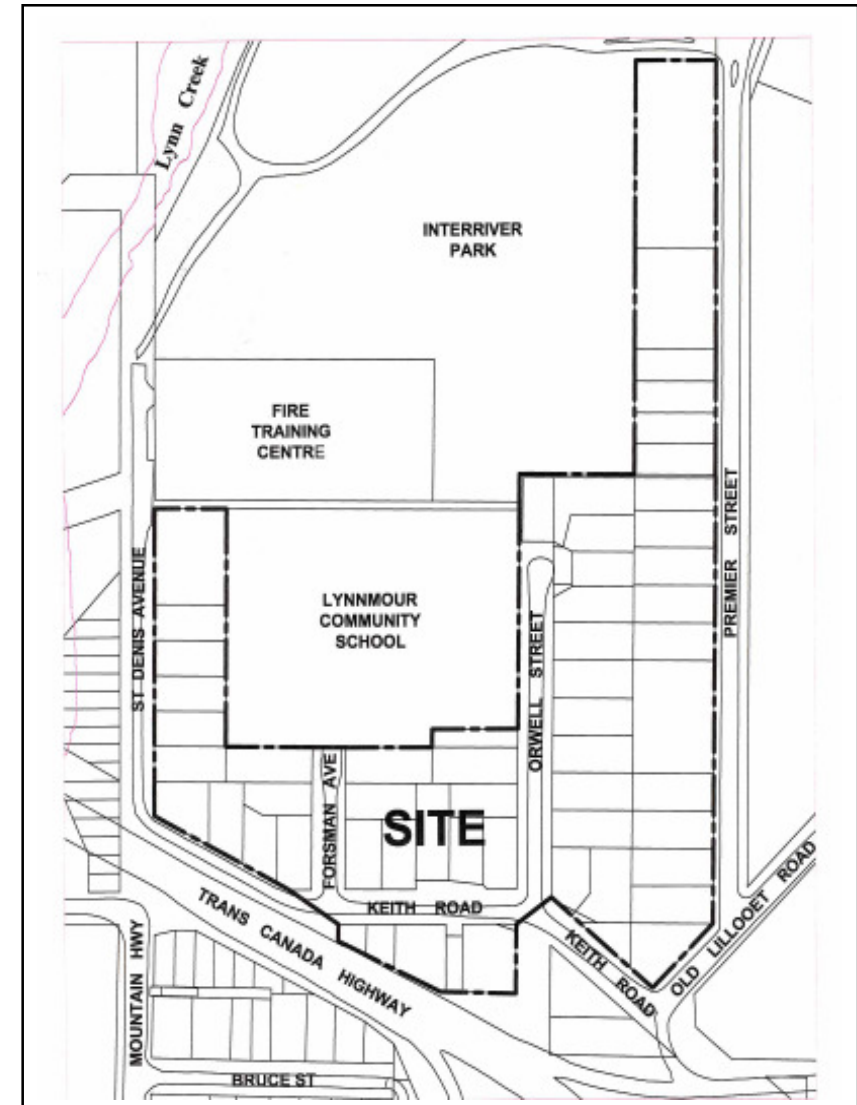 Lynn Creek
INTERRIVER
PARK
FIRE
TRAINING
CENTRE
ST DENIS AVENUE
LYNNMOUR
COMMUNITY
SCHOOL
PREMIER STREET
ORWELL STREET
FORSMAN AVE
SITE
KEITH ROAD
TRANS CANADA HIGHWAY
KEITH ROAD
OLD LILLOOET ROAD
MOUNTAIN HWY
BRUCE ST